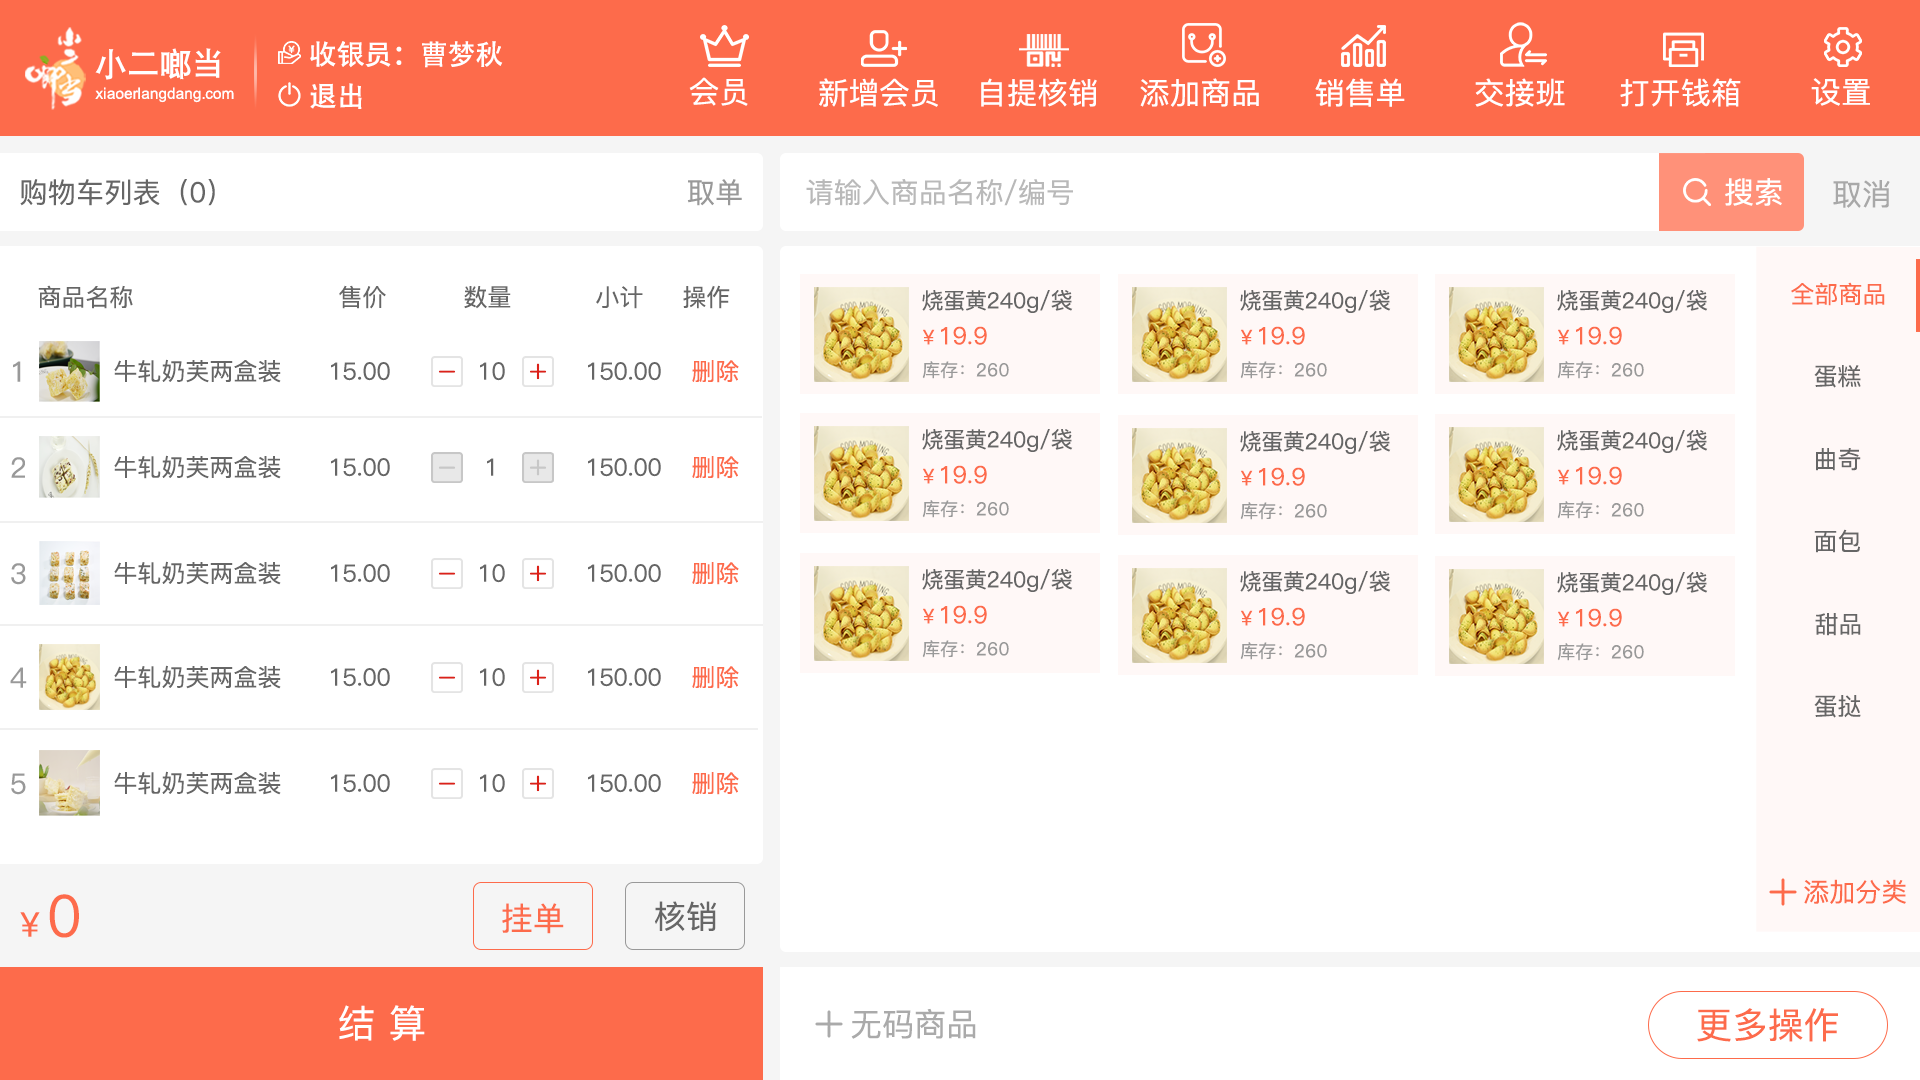 小二啷当
xiaoerlangdang.com
收银员：曹梦秋
退出
会员
新增会员
自提核销
添加商品
销售单
交接班
打开钱箱
设置
购物车列表（0）
取单
请输入商品名称/编号
搜索
取消
商品名称 售价 数量 小计 操作
1 牛轧奶芙两盒装 15.00 10 150.00 删除
2 牛轧奶芙两盒装 15.00 1 150.00 删除
3 牛轧奶芙两盒装 15.00 10 150.00 删除
4 牛轧奶芙两盒装 15.00 10 150.00 删除
5 牛轧奶芙两盒装 15.00 10 150.00 删除
¥0
挂单
核销
结 算
烧蛋黄240g/袋
¥19.9
库存：260
烧蛋黄240g/袋
¥19.9
库存：260
烧蛋黄240g/袋
¥19.9
库存：260
烧蛋黄240g/袋
¥19.9
库存：260
烧蛋黄240g/袋
¥19.9
库存：260
烧蛋黄240g/袋
¥19.9
库存：260
烧蛋黄240g/袋
¥19.9
库存：260
烧蛋黄240g/袋
¥19.9
库存：260
烧蛋黄240g/袋
¥19.9
库存：260
全部商品
蛋糕
曲奇
面包
甜品
蛋挞
添加分类
无码商品
更多操作